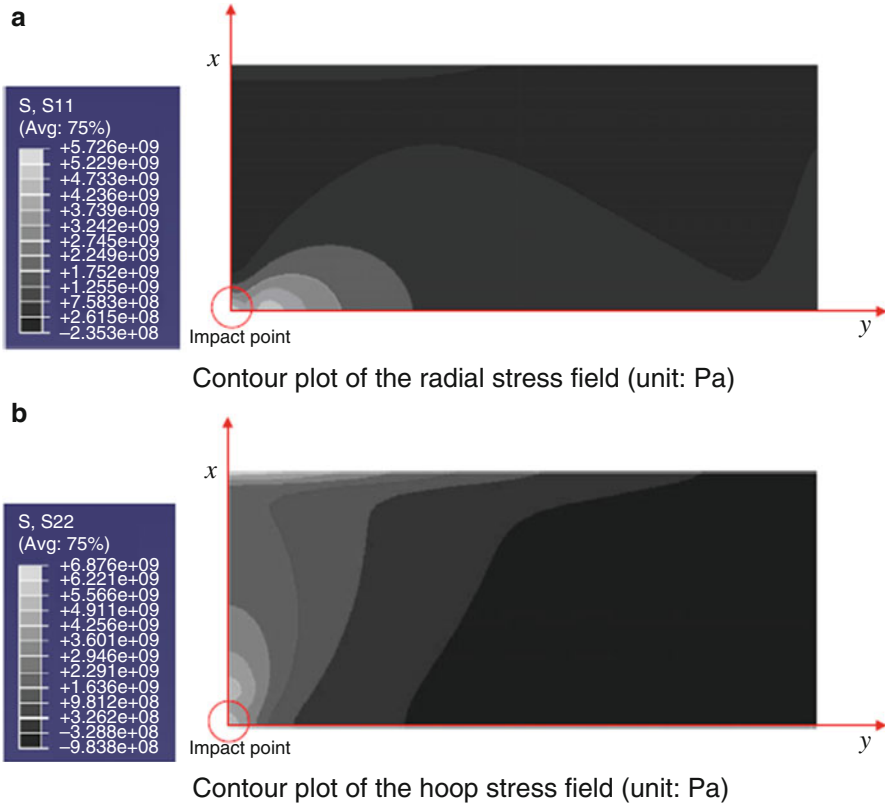 a
x
S, S11
(Avg: 75%)
+5.726e+09
+5.229e+09
+4.733e+09
+4.236e+09
+3.739e+09
+3.242e+09
+2.745e+09
+2.249e+09
+1.752e+09
+1.255e+09
+7.583e+08
+2.615e+08
−2.353e+08
Impact point
y
Contour plot of the radial stress field (unit: Pa)
b
x
S, S22
(Avg: 75%)
+6.876e+09
+6.221e+09
+5.566e+09
+4.911e+09
+4.256e+09
+3.601e+09
+2.946e+09
+2.291e+09
+1.636e+09
+9.812e+08
+3.262e+08
−3.288e+08
−9.838e+08
Impact point
y
Contour plot of the hoop stress field (unit: Pa)